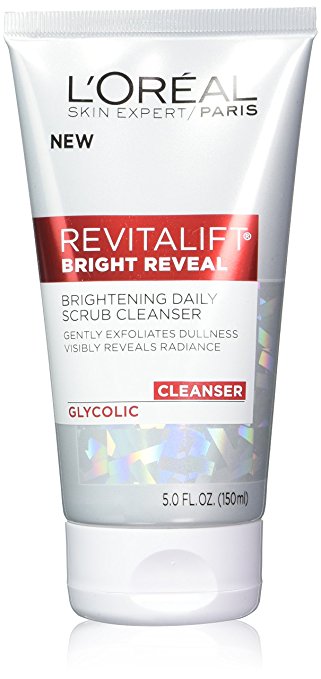 L'ORÉAL
SKIN EXPERT/PARIS
NEW
REVITALIFT®
BRIGHT REVEAL
BRIGHTENING DAILY
SCRUB CLEANSER
GENTLY EXFOLIATES DULLNESS
VISIBLY REVEALS RADIANCE
CLEANSER
GLYCOLIC
5.0 FL.OZ. (150ml)